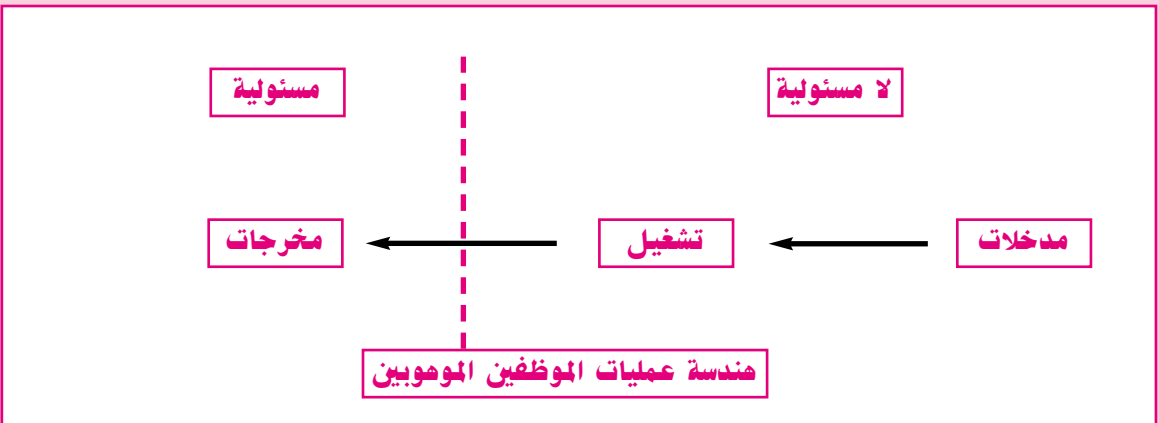 لا مسئولية
مسئولية
مدخلات
تشغيل
مخرجات
هندسة عمليات الموظفين الموهوبين